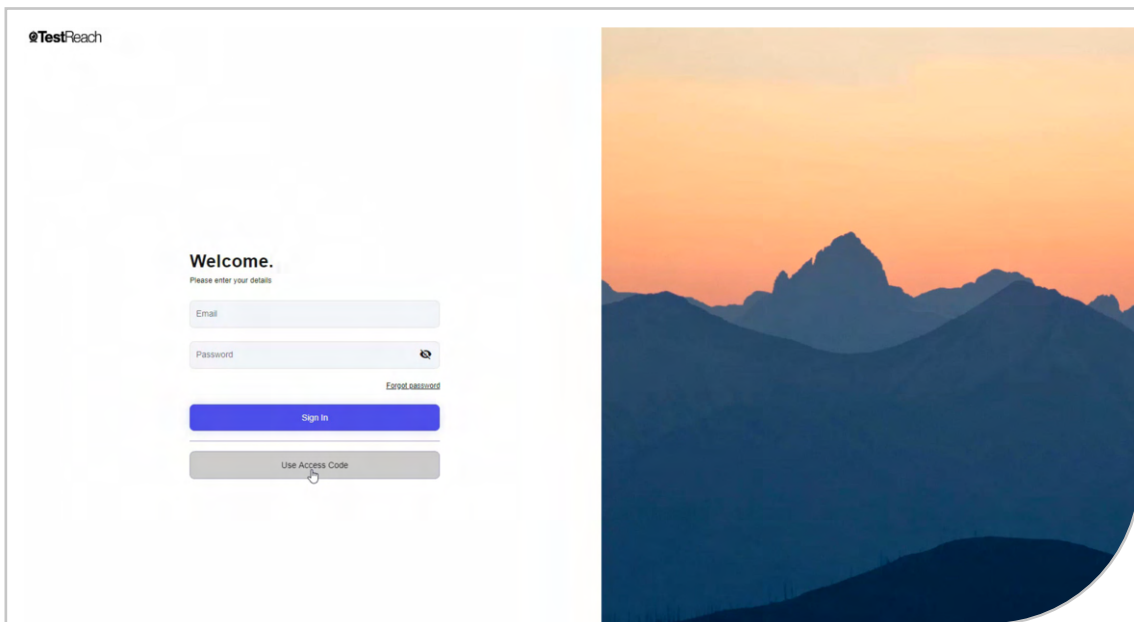 TestReach
Welcome.
Please enter your details
Email
Password
Forgot password
Sign In
Use Access Code